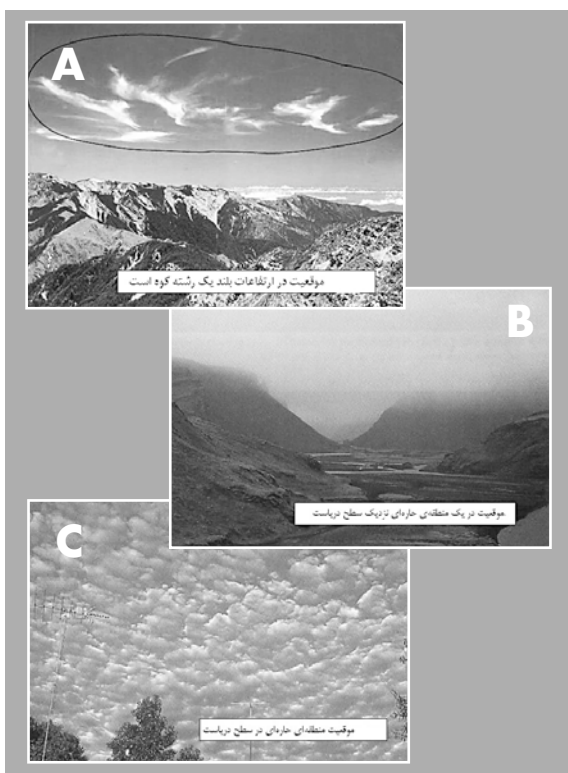 A
موقعیت در ارتفاعات بلند یک رشته کوه است
B
موقعیت در یک منطقه‌ی حاره‌ای نزدیک سطح دریاست
C
موقعیت منطقه‌ای حاره‌ای در سطح دریاست